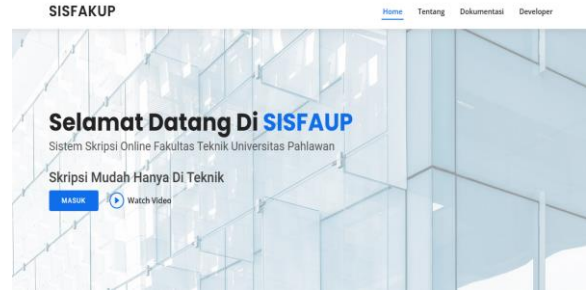 SISFAKUP
Home Tentang Dokumentasi Developer
Selamat Datang Di SISFAUP
Sistem Skripsi Online Fakultas Teknik Universitas Pahlawan
Skripsi Mudah Hanya Di Teknik
MASUK Watch Video